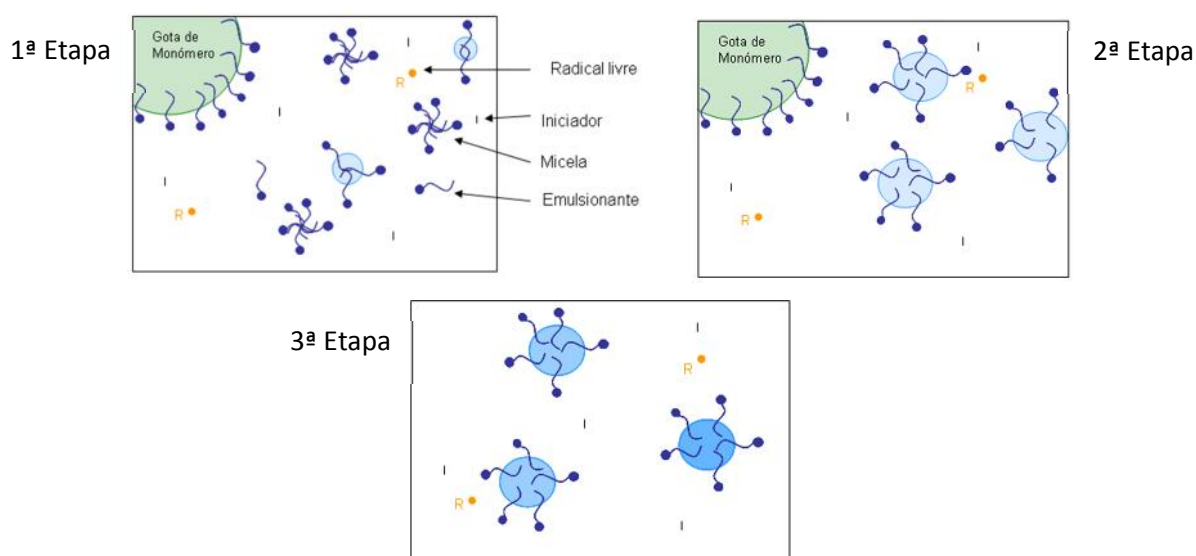 1ª Etapa
Gota de
Monómero
R
I
I
I
I
R
I
Radical livre
Iniciador
Micela
Emulsionante
2ª Etapa
Gota de
Monómero
I
R
I
I
R
I
3ª Etapa
I
R
I
I
R
I